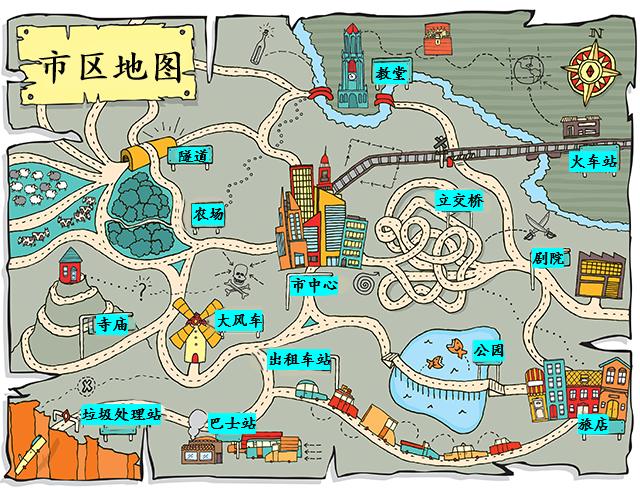 市区地图
教堂
N
隧道
火车站
农场
立交桥
剧院
市中心
寺庙
大风车
?
出租车站
公园
垃圾处理站
巴士站
旅店